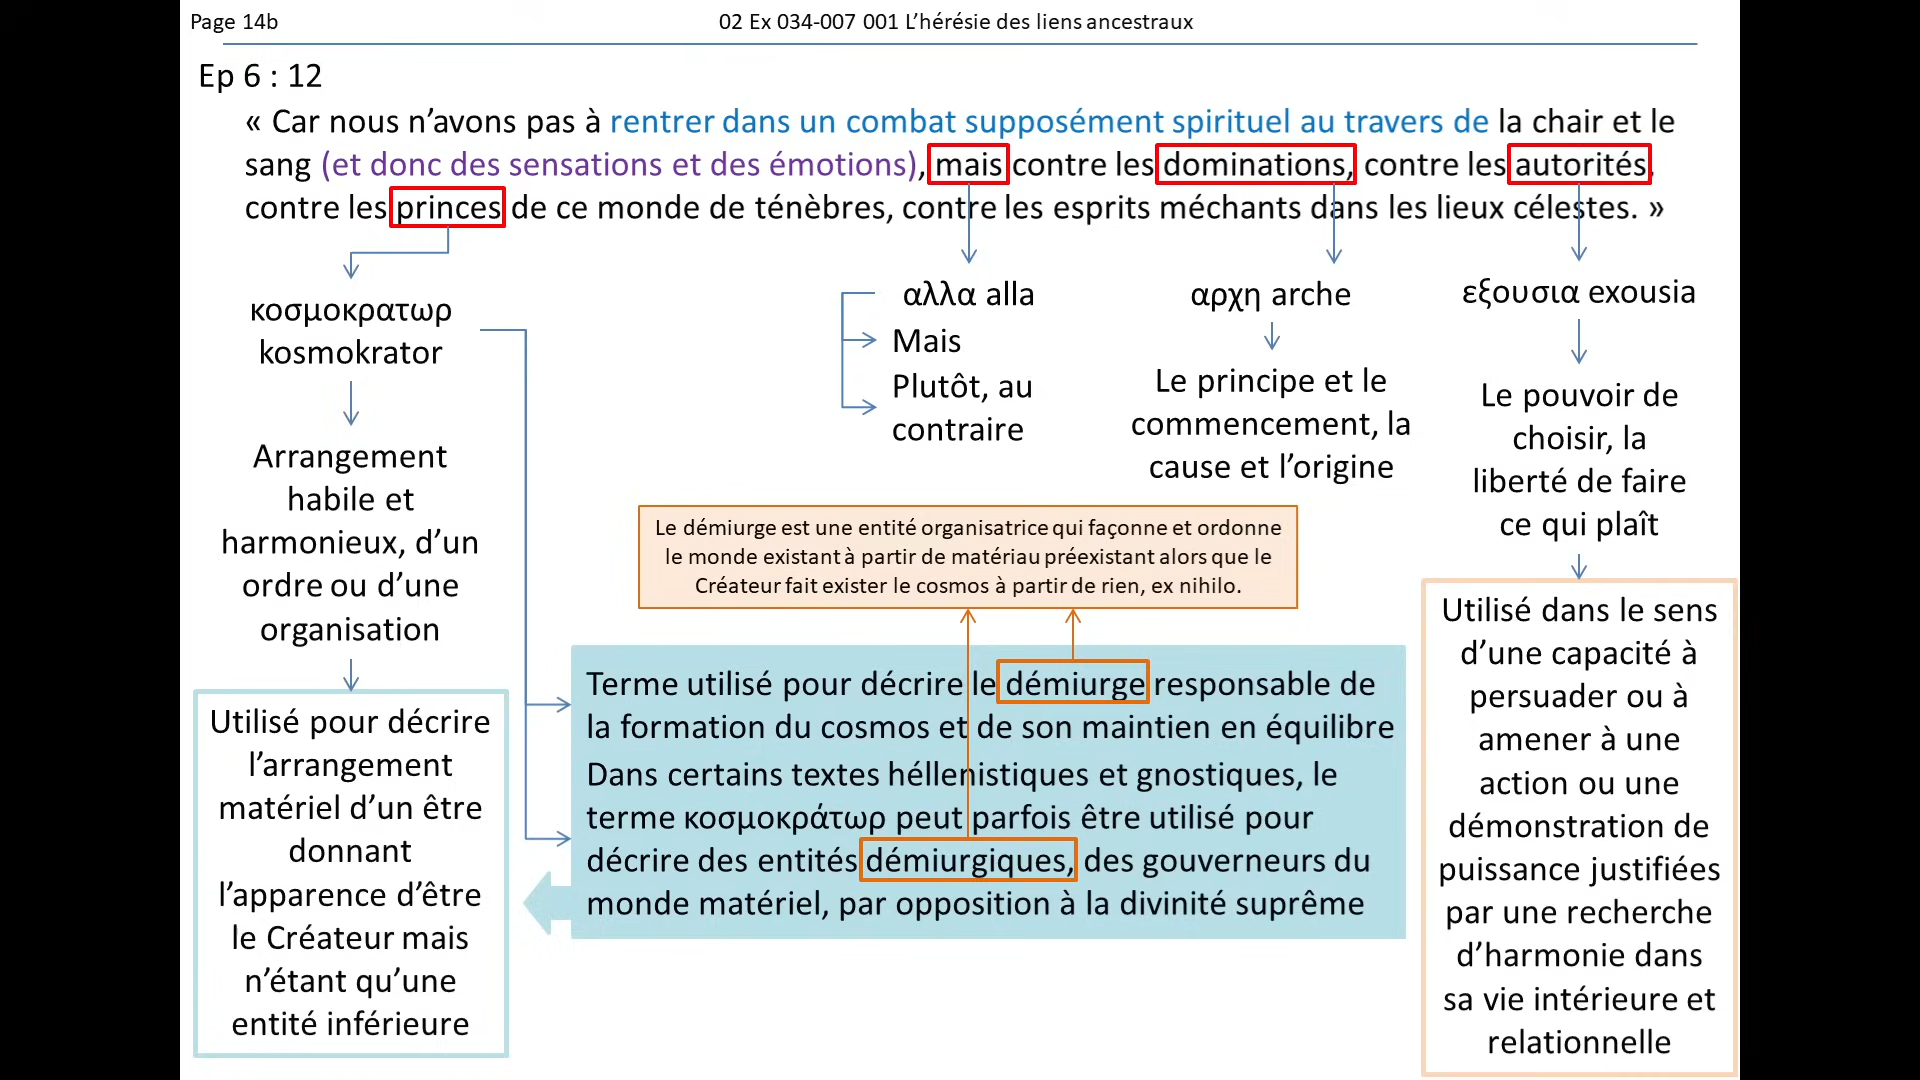 Page 14b
02 Ex 034-007 001 L’hérésie des liens ancestraux
Ep 6 : 12
« Car nous n’avons pas à rentrer dans un combat supposément spirituel au travers de la chair et le
sang (et donc des sensations et des émotions), mais contre les dominations, contre les autorités,
contre les princes de ce monde de ténèbres, contre les esprits méchants dans les lieux célestes. »
κοσμοκρατωρ
kosmokrator
Arrangement
habile et
harmonieux, d’un
ordre ou d’une
organisation
Utilisé pour décrire
l’arrangement
matériel d’un être
donnant
l’apparence d’être
le Créateur mais
n’étant qu’une
entité inférieure
αλλα alla
Mais
Plutôt, au
contraire
αρχη arche
Le principe et le
commencement, la
cause et l’origine
εξουσια exousia
Le pouvoir de
choisir, la
liberté de faire
ce qui plaît
Utilisé dans le sens
d’une capacité à
persuader ou à
amener à une
action ou une
démonstration de
puissance justifiées
par une recherche
d’harmonie dans
sa vie intérieure et
relationnelle
Le démiurge est une entité organisatrice qui façonne et ordonne
le monde existant à partir de matériau préexistant alors que le
Créateur fait exister le cosmos à partir de rien, ex nihilo.
Terme utilisé pour décrire le démiurge responsable de
la formation du cosmos et de son maintien en équilibre
Dans certains textes héllenistiques et gnostiques, le
terme κοσμοκράτωρ peut parfois être utilisé pour
décrire des entités démiurgiques, des gouverneurs du
monde matériel, par opposition à la divinité suprême